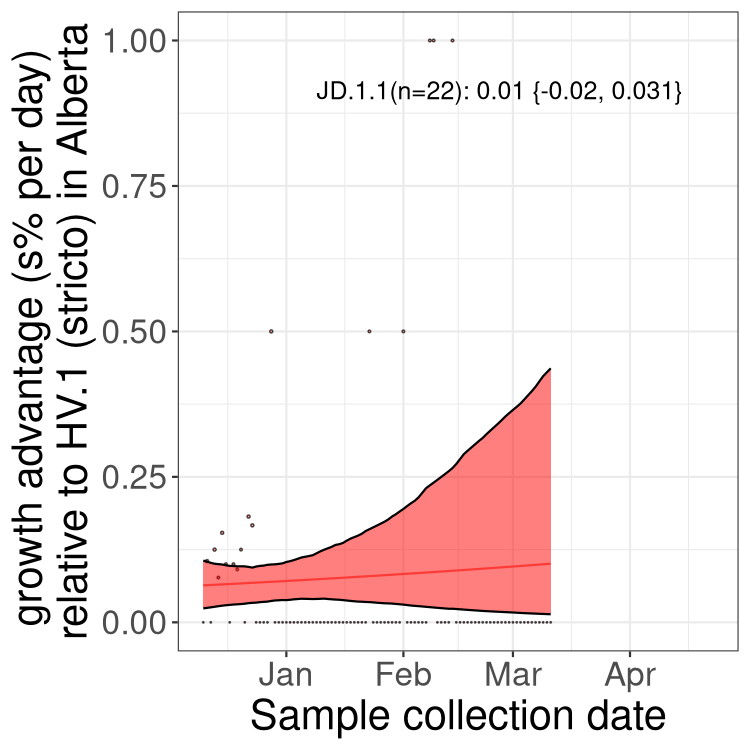 growth advantage (s% per day)
relative to HV.1 (stricto) in Alberta
1.00
0.75
0.50
0.25
0.00
JD.1.1(n=22): 0.01 {-0.02, 0.031}
Jan Feb Mar Apr
Sample collection date